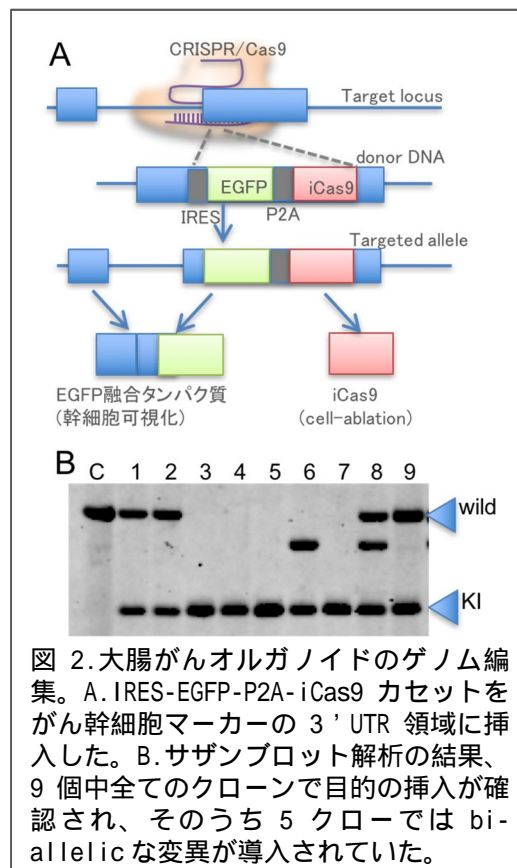 A
CRISPR/Cas9
Target locus
donor DNA
EGFP
iCas9
IRES
P2A
Targeted allele
EGFP融合タンパク質
(幹細胞可視化)
iCas9
(cell-ablation)
B
C 1 2 3 4 5 6 7 8 9
wild
KI
図 2.大腸がんオルガノイドのゲノム編
集。A.IRES-EGFP-P2A-iCas9 カセットを
がん幹細胞マーカーの 3’UTR 領域に挿
入した。B.サザンブロット解析の結果、
9 個中全てのクローンで目的の挿入が確
認され、そのうち 5 クローでは bi-
allelic な変異が導入されていた。